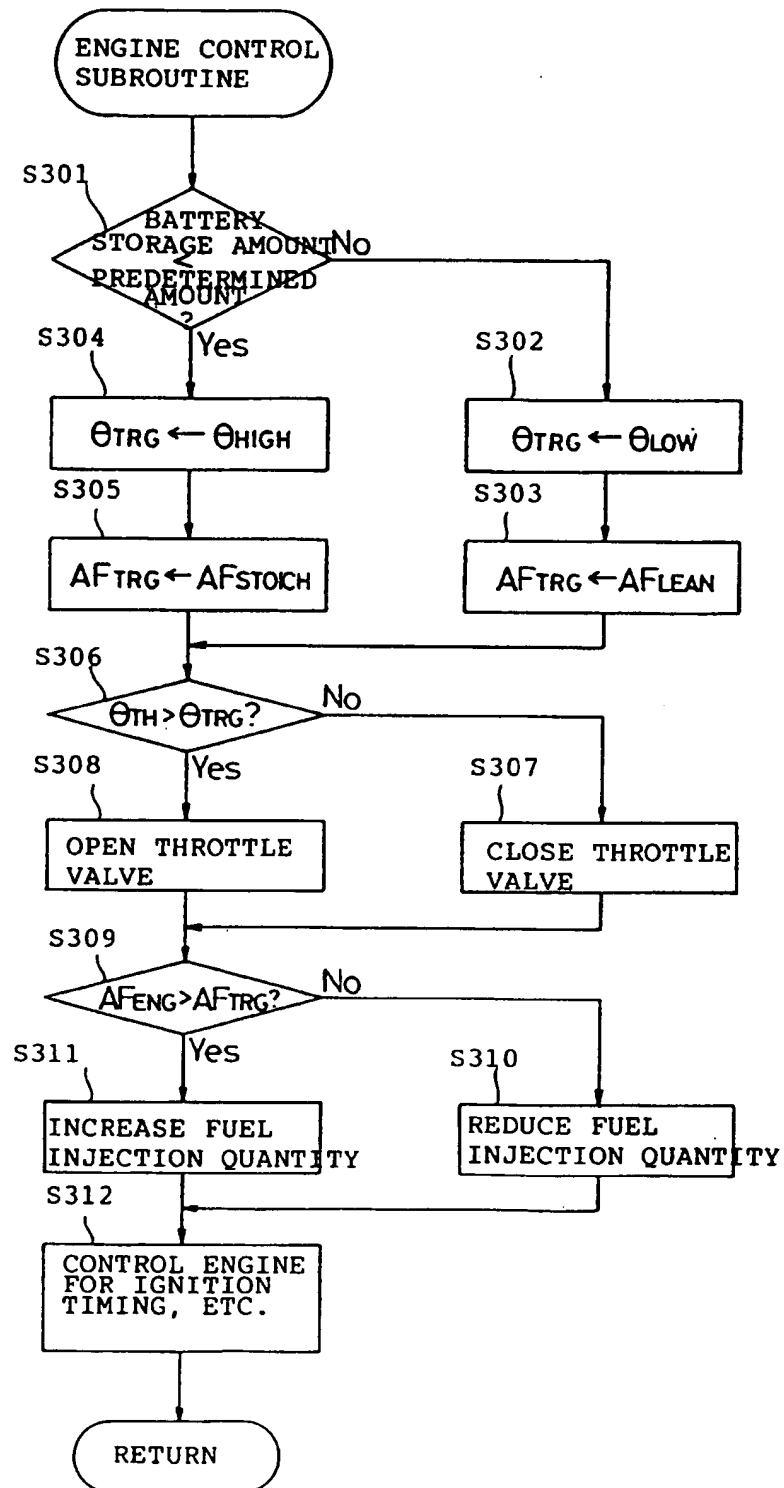 ENGINE CONTROL
SUBROUTINE
S301
BATTERY
STORAGE AMOUNT
<
PREDETERMINED
AMOUNT
?
No
Yes
S304
S302
θTRG ← θHIGH
θTRG ← θLOW
S305
S303
AFTRG ← AFSTOICH
AFTRG ← AFLEAN
S306
θTH > θTRG?
No
Yes
S308
S307
OPEN THROTTLE
VALVE
CLOSE THROTTLE
VALVE
S309
AFENG > AFTRG?
No
Yes
S311
S310
INCREASE FUEL
INJECTION QUANTITY
REDUCE FUEL
INJECTION QUANTITY
S312
CONTROL ENGINE
FOR IGNITION
TIMING, ETC.
RETURN